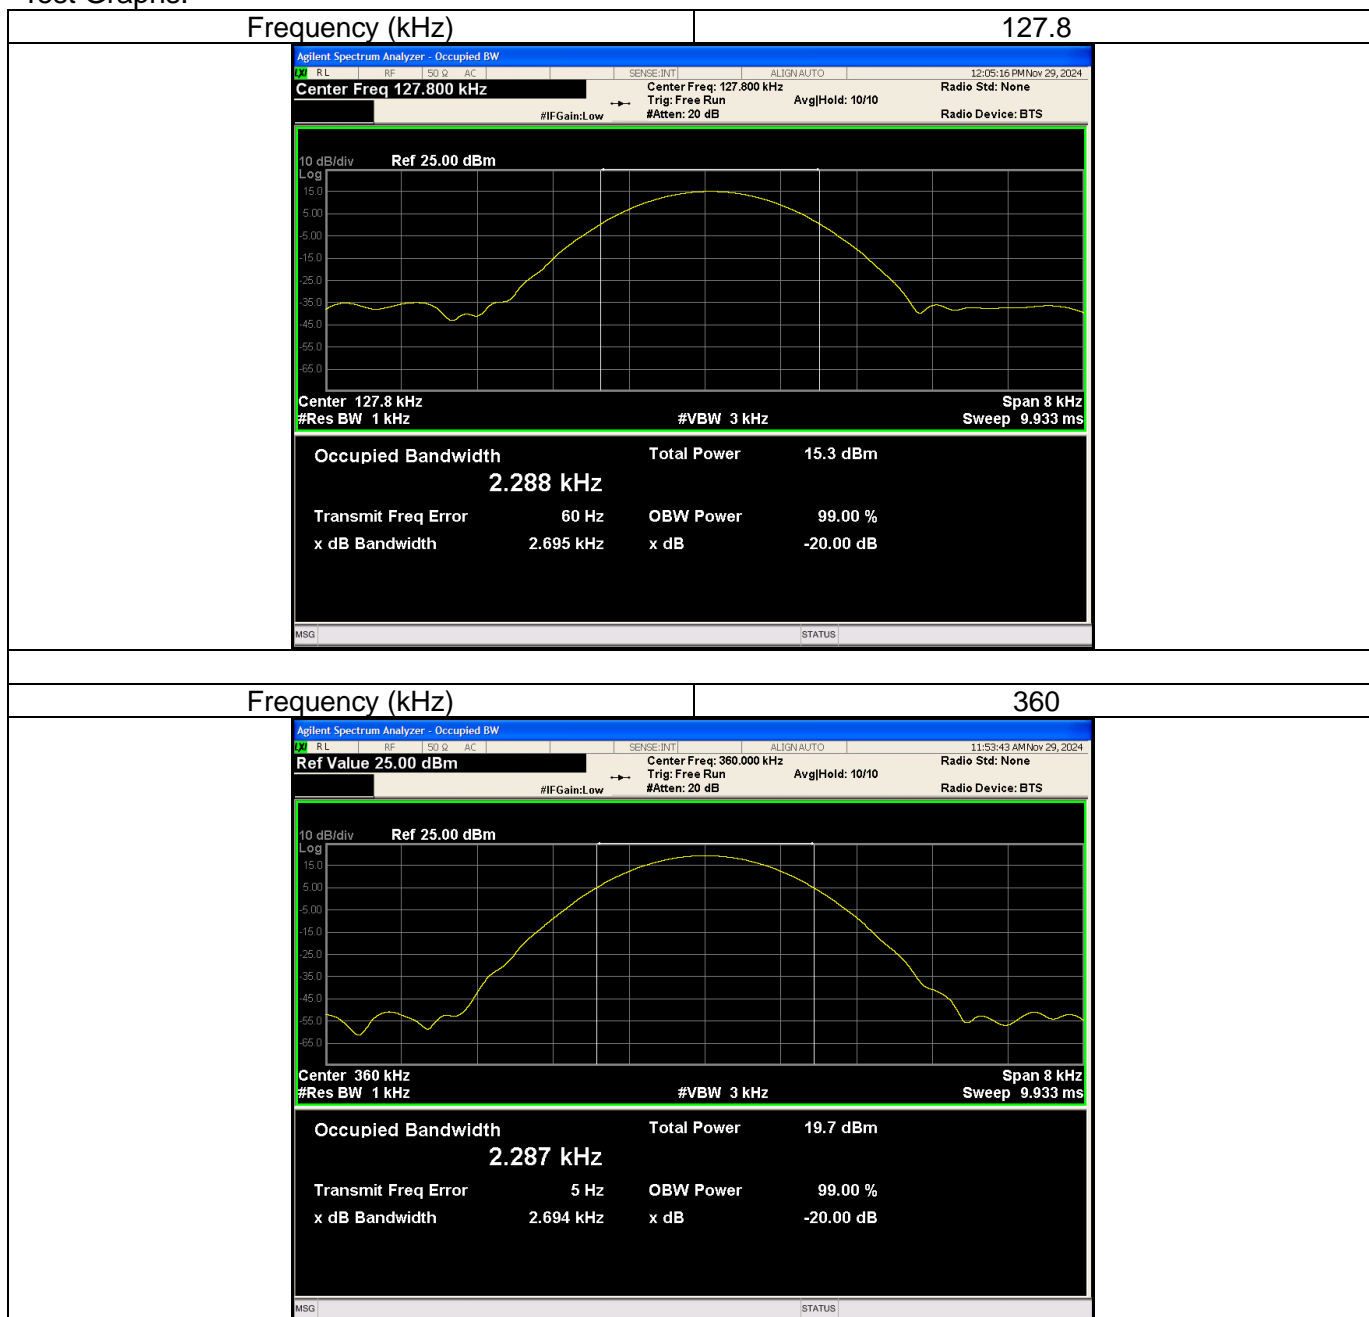 Test Graphs:
Frequency (kHz) 127.8
Agilent Spectrum Analyzer - Occupied BW
LXI RL RF 50 Ω AC SENSE:INT ALIGN AUTO 12:05:16 PM Nov 29, 2024
Center Freq 127.800 kHz Center Freq: 127.800 kHz Radio Std: None
Trig: Free Run Avg|Hold: 10/10
#IFGain:Low #Atten: 20 dB Radio Device: BTS
10 dB/div Ref 25.00 dBm
Log
15.0
5.00
-5.00
-15.0
-25.0
-35.0
-45.0
-55.0
-65.0
Center 127.8 kHz Span 8 kHz
#Res BW 1 kHz #VBW 3 kHz Sweep 9.933 ms
Occupied Bandwidth Total Power 15.3 dBm
2.288 kHz
Transmit Freq Error 60 Hz OBW Power 99.00 %
x dB Bandwidth 2.695 kHz x dB -20.00 dB
MSG STATUS
Frequency (kHz) 360
Agilent Spectrum Analyzer - Occupied BW
LXI RL RF 50 Ω AC SENSE:INT ALIGN AUTO 11:53:43 AM Nov 29, 2024
Ref Value 25.00 dBm Center Freq: 360.000 kHz Radio Std: None
Trig: Free Run Avg|Hold: 10/10
#IFGain:Low #Atten: 20 dB Radio Device: BTS
10 dB/div Ref 25.00 dBm
Log
15.0
5.00
-5.00
-15.0
-25.0
-35.0
-45.0
-55.0
-65.0
Center 360 kHz Span 8 kHz
#Res BW 1 kHz #VBW 3 kHz Sweep 9.933 ms
Occupied Bandwidth Total Power 19.7 dBm
2.287 kHz
Transmit Freq Error 5 Hz OBW Power 99.00 %
x dB Bandwidth 2.694 kHz x dB -20.00 dB
MSG STATUS